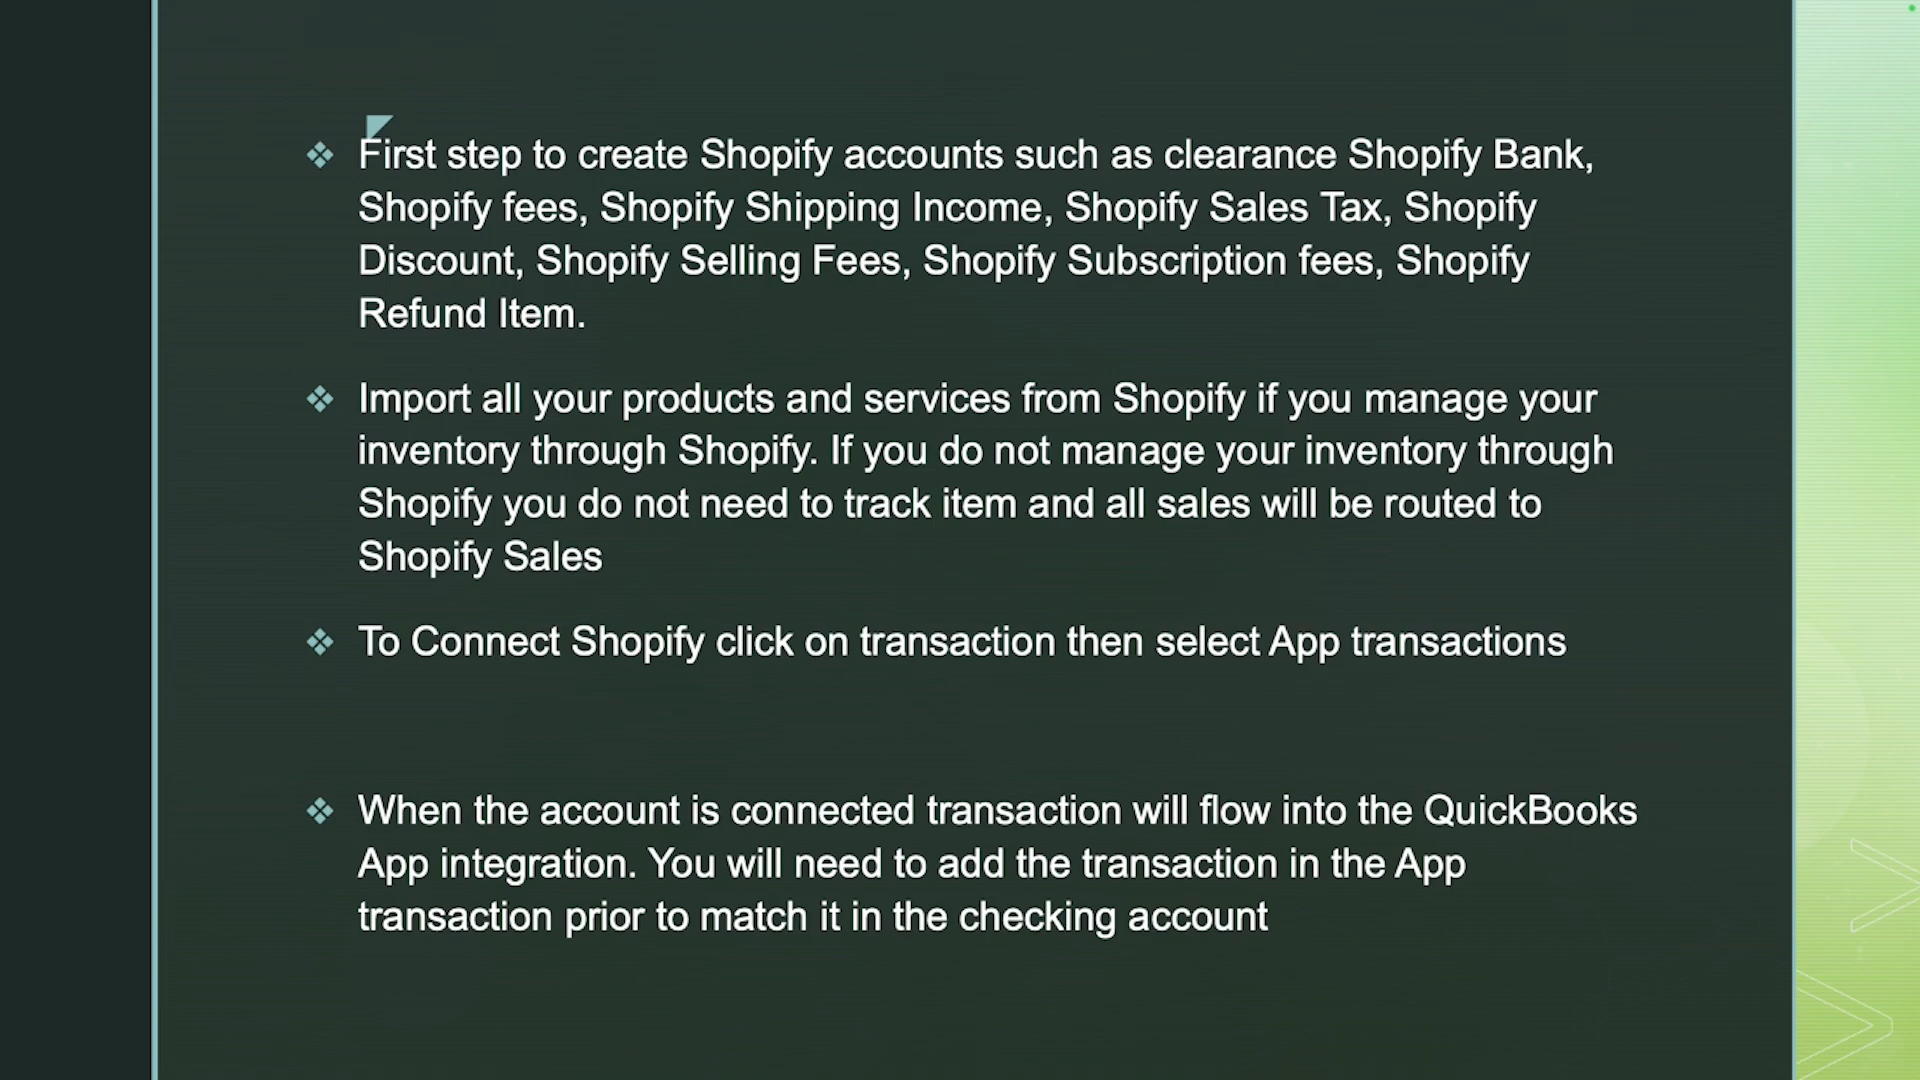 First step to create Shopify accounts such as clearance Shopify Bank,
Shopify fees, Shopify Shipping Income, Shopify Sales Tax, Shopify
Discount, Shopify Selling Fees, Shopify Subscription fees, Shopify
Refund Item.
Import all your products and services from Shopify if you manage your
inventory through Shopify. If you do not manage your inventory through
Shopify you do not need to track item and all sales will be routed to
Shopify Sales
To Connect Shopify click on transaction then select App transactions
When the account is connected transaction will flow into the QuickBooks
App integration. You will need to add the transaction in the App
transaction prior to match it in the checking account